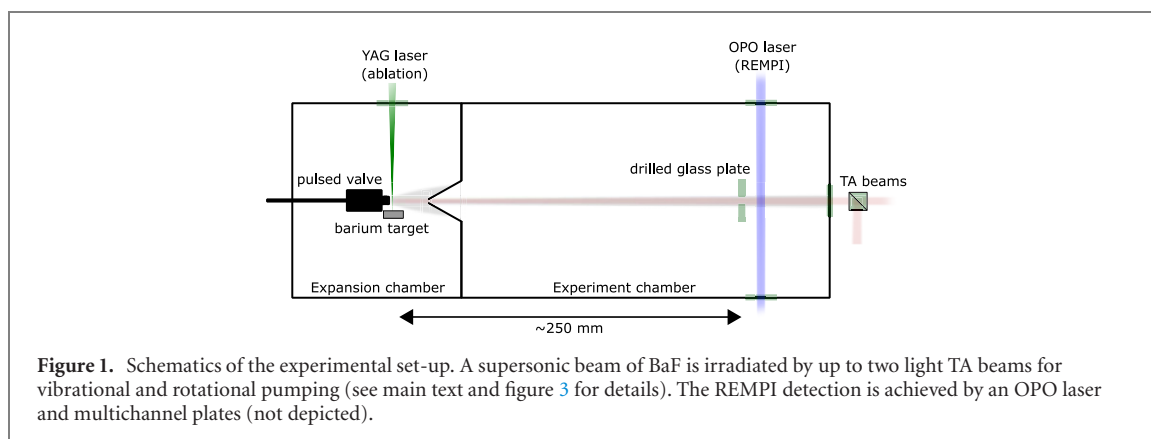 YAG laser
(ablation)
OPO laser
(REMPI)
pulsed valve
drilled glass plate
TA beams
barium target
Expansion chamber
Experiment chamber
~250 mm
Figure 1. Schematics of the experimental set-up. A supersonic beam of BaF is irradiated by up to two light TA beams for
vibrational and rotational pumping (see main text and figure 3 for details). The REMPI detection is achieved by an OPO laser
and multichannel plates (not depicted).